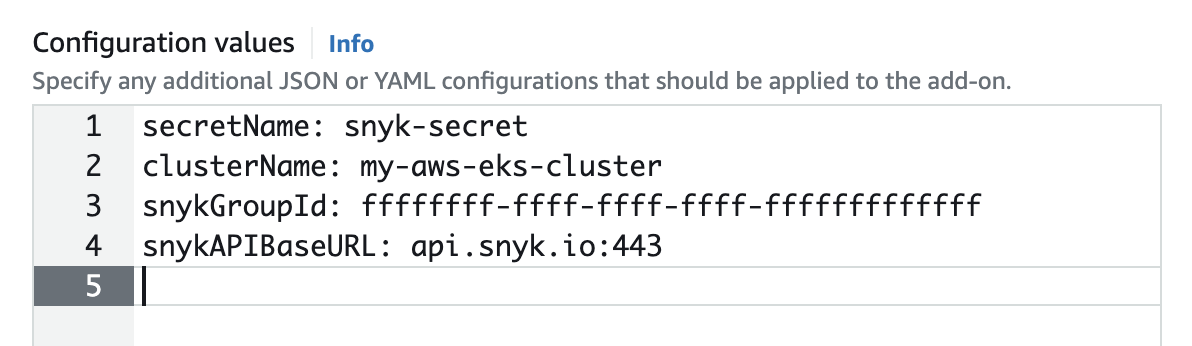 Configuration values
Info
Specify any additional JSON or YAML configurations that should be applied to the add-on.
1 secretName: snyk-secret
2 clusterName: my-aws-eks-cluster
3 snykGroupId: ffffffff-ffff-ffff-ffff-fffffffffffff
4 snykAPIBaseURL: api.snyk.io:443
5